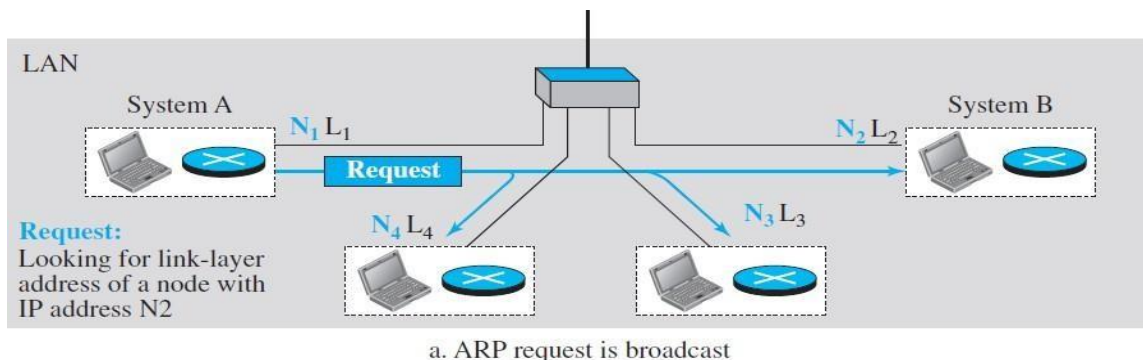 LAN
System A
System B
N₁ L₁
N₂ L₂
Request
N₄ L₄
N₃ L₃
Request:
Looking for link-layer
address of a node with
IP address N2
a. ARP request is broadcast